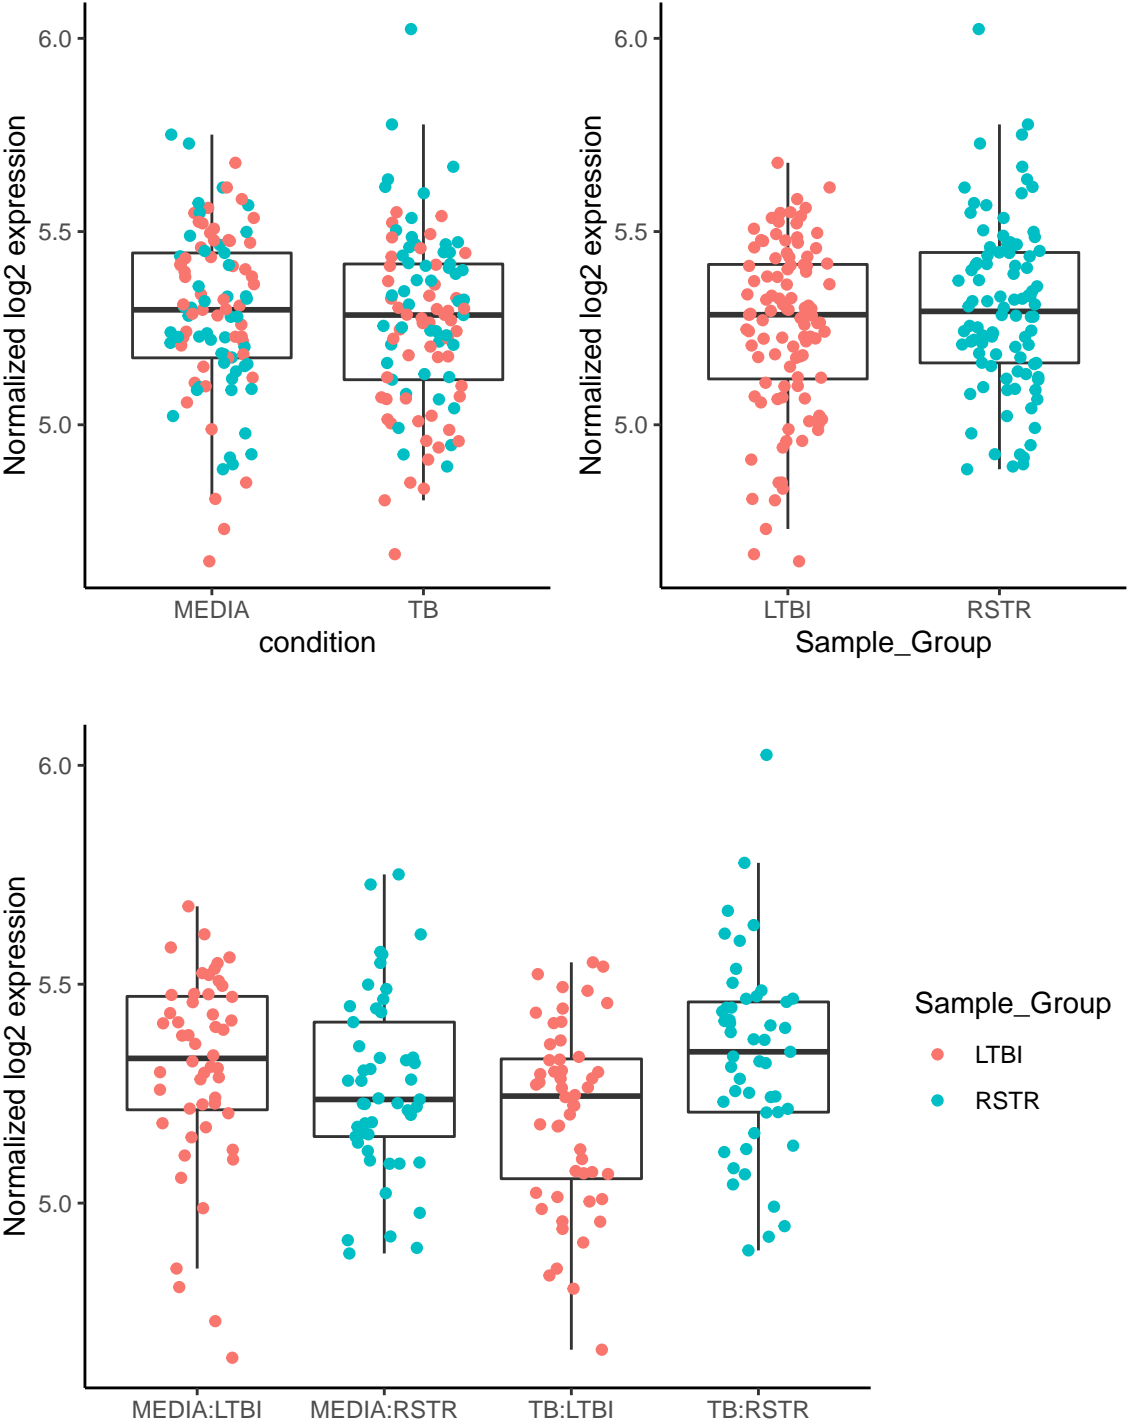 Normalized log2 expression
6.0
5.5
5.0
MEDIA
TB
condition
Normalized log2 expression
6.0
5.5
5.0
LTBI
RSTR
Sample_Group
Normalized log2 expression
6.0
5.5
5.0
MEDIA:LTBI
MEDIA:RSTR
TB:LTBI
TB:RSTR
Sample_Group
LTBI
RSTR